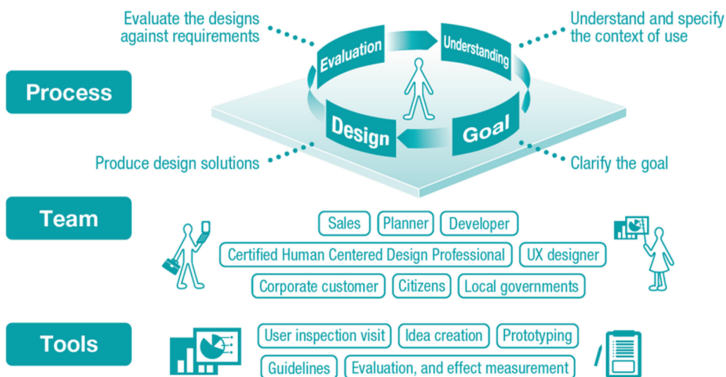 Evaluate the designs
against requirements
Understand and specify
the context of use
Evaluation
Understanding
Process
Design
Goal
Produce design solutions
Clarify the goal
Team
Sales
Planner
Developer
Certified Human Centered Design Professional
UX designer
Corporate customer
Citizens
Local governments
Tools
User inspection visit
Idea creation
Prototyping
Guidelines
Evaluation, and effect measurement